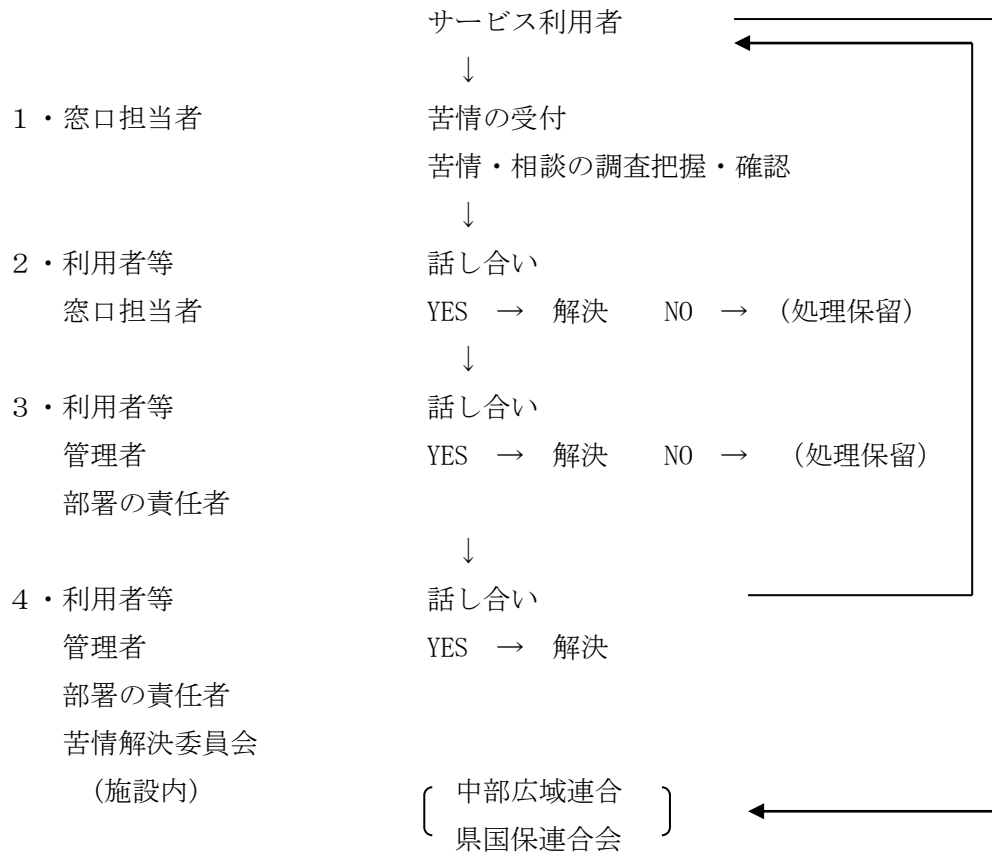 サービス利用者
↓
１・窓口担当者　苦情の受付
苦情・相談の調査把握・確認
↓
２・利用者等　話し合い
窓口担当者　YES　→　解決　NO　→　（処理保留）
↓
３・利用者等　話し合い
管理者　YES　→　解決　NO　→　（処理保留）
部署の責任者
↓
４・利用者等　話し合い
管理者　YES　→　解決
部署の責任者
苦情解決委員会
（施設内）　中部広域連合
県国保連合会